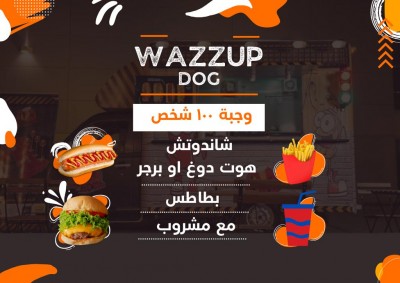 WAZZUP
DOG
وجبة ١٠٠ شخص
شاندوتش
هوت دوغ او برجر
بطاطس
مع مشروب